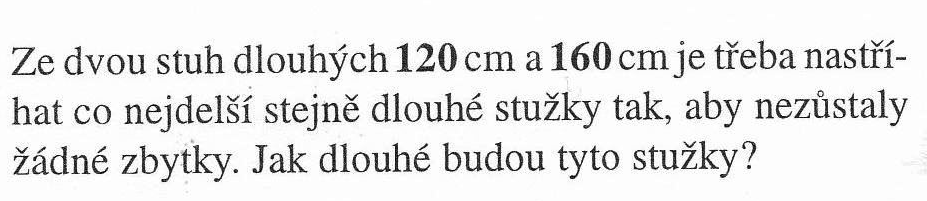 Ze dvou stuh dlouhých 120 cm a 160 cm je třeba nastří-
hat co nejdelší stejně dlouhé stužky tak, aby nezůstaly
žádné zbytky. Jak dlouhé budou tyto stužky?